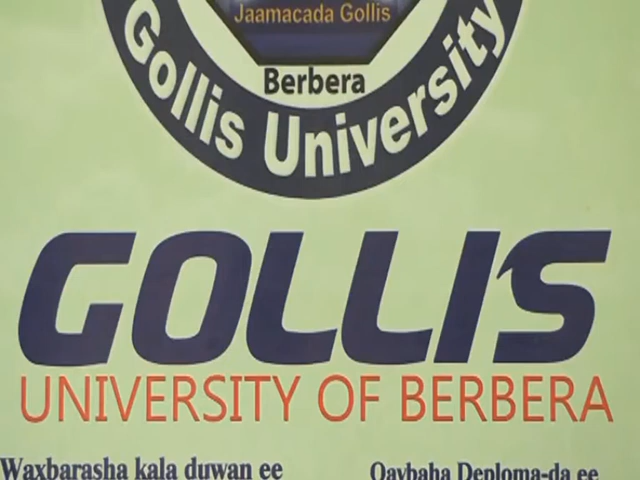 Jaamacada Gollis
Berbera
Gollis University
GOLLIS
UNIVERSITY OF BERBERA
Waxbarasha kala duwan ee
Qaybaha Deploma-da ee